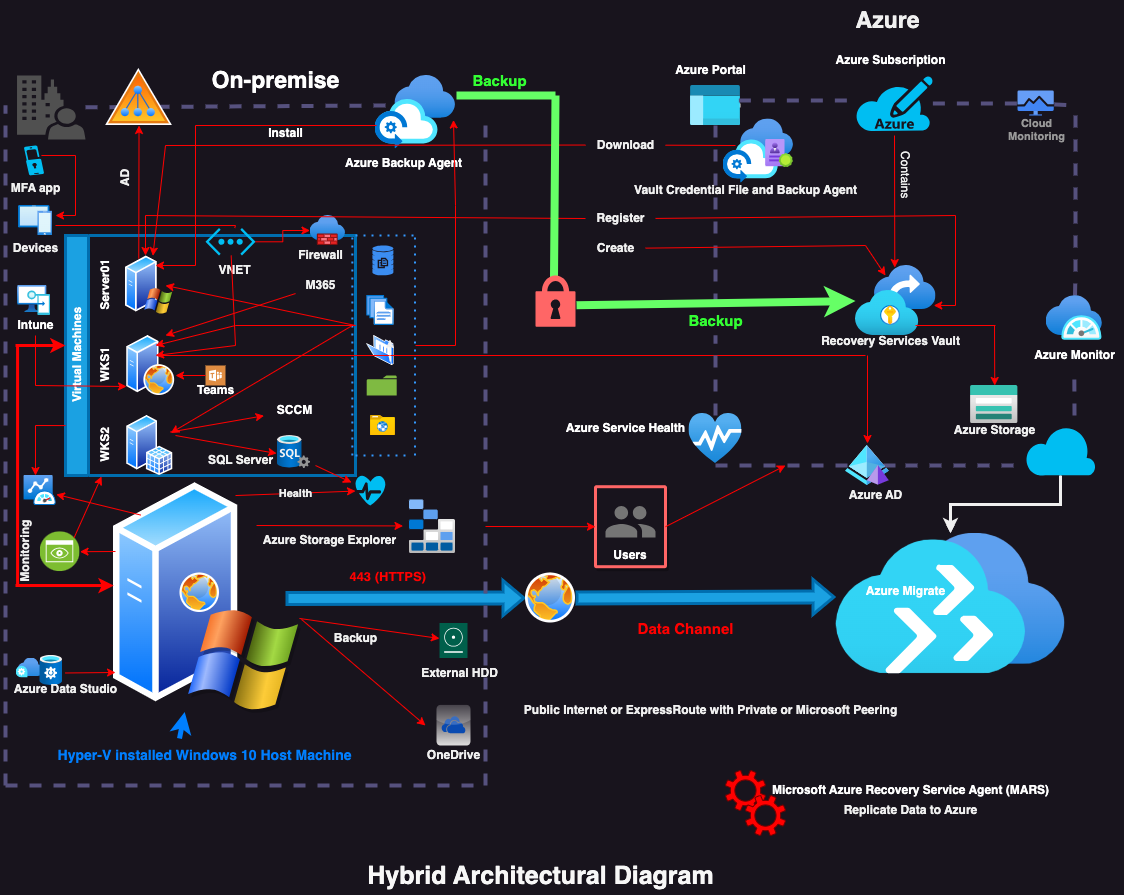 Azure
On-premise
Azure Subscription
Azure Portal
Backup
Azure
Cloud
Monitoring
Install
Download
Contains
Azure Backup Agent
AD
MFA app
Vault Credential File and Backup Agent
Register
Devices
Create
Firewall
VNET
Server01
M365
Intune
Virtual Machines
Backup
Recovery Services Vault
Azure Monitor
WKS1
Teams
SCCM
Azure Service Health
Azure Storage
WKS2
SQL Server
SQL
Azure AD
Health
Monitoring
Azure Storage Explorer
Users
443 (HTTPS)
Azure Migrate
Data Channel
Backup
External HDD
Azure Data Studio
Public Internet or ExpressRoute with Private or Microsoft Peering
Hyper-V installed Windows 10 Host Machine
OneDrive
Microsoft Azure Recovery Service Agent (MARS)
Replicate Data to Azure
Hybrid Architectural Diagram